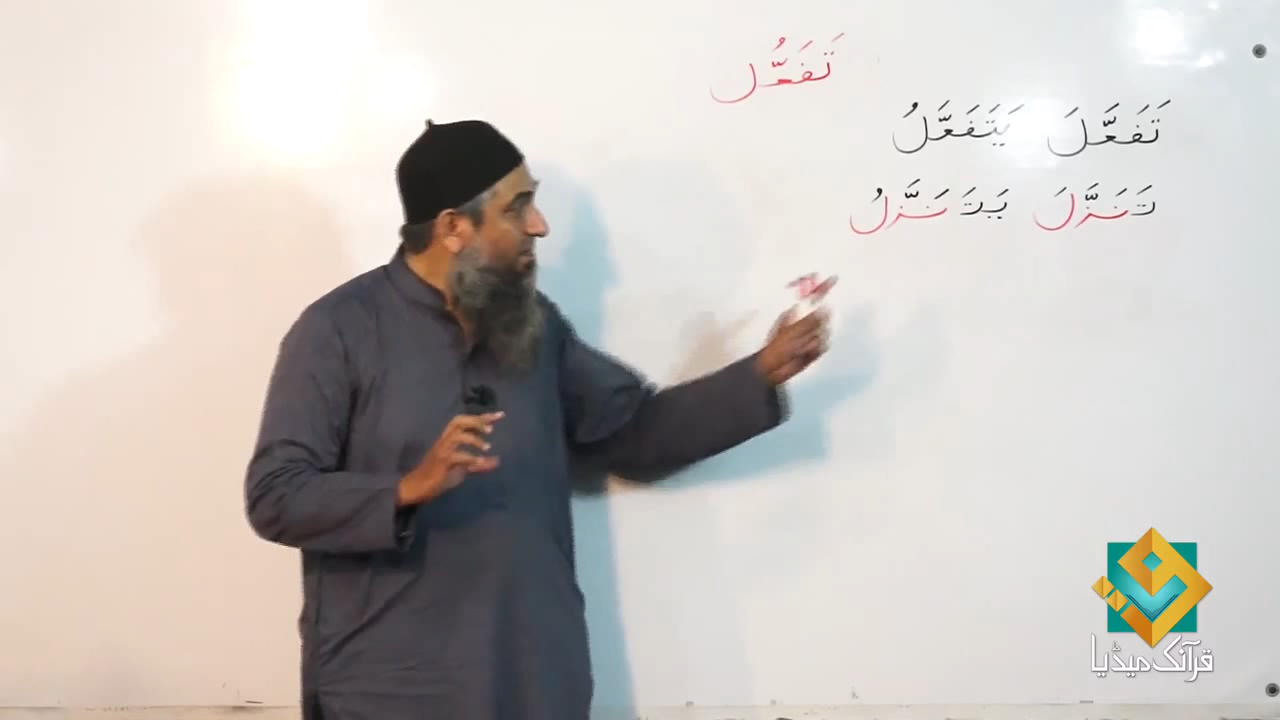 تَفَعُّل
تَفَعَّلَ يَتَفَعَّلُ
تَنَزَّلَ يَتَنَزَّلُ
قرآنک میڈیا